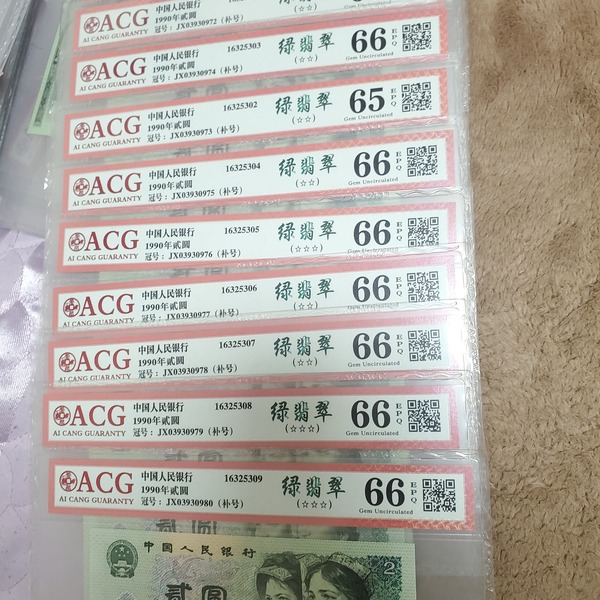 ACG
AI CANG GUARANTY
1990年贰圆
冠号：JX03930972（补号）
Gem Uncirculated
ACG
AI CANG GUARANTY
中国人民银行
1990年贰圆
冠号：JX03930974（补号）
16325303
绿翡翠
(☆☆)
66
EPQ
Gem Uncirculated
ACG
AI CANG GUARANTY
中国人民银行
1990年贰圆
冠号：JX03930973（补号）
16325302
绿翡翠
(☆☆)
65
EPQ
Gem Uncirculated
ACG
AI CANG GUARANTY
中国人民银行
1990年贰圆
冠号：JX03930975（补号）
16325304
绿翡翠
(☆☆)
66
EPQ
Gem Uncirculated
ACG
AI CANG GUARANTY
中国人民银行
1990年贰圆
冠号：JX03930976（补号）
16325305
绿翡翠
(☆☆☆)
66
EPQ
Gem Uncirculated
ACG
AI CANG GUARANTY
中国人民银行
1990年贰圆
冠号：JX03930977（补号）
16325306
绿翡翠
(☆☆)
66
EPQ
Gem Uncirculated
ACG
AI CANG GUARANTY
中国人民银行
1990年贰圆
冠号：JX03930978（补号）
16325307
绿翡翠
(☆☆)
66
EPQ
Gem Uncirculated
ACG
AI CANG GUARANTY
中国人民银行
1990年贰圆
冠号：JX03930979（补号）
16325308
绿翡翠
(☆☆☆)
66
EPQ
Gem Uncirculated
ACG
AI CANG GUARANTY
中国人民银行
1990年贰圆
冠号：JX03930980（补号）
16325309
绿翡翠
(☆☆☆)
66
EPQ
Gem Uncirculated
中国人民银行
贰圆
2